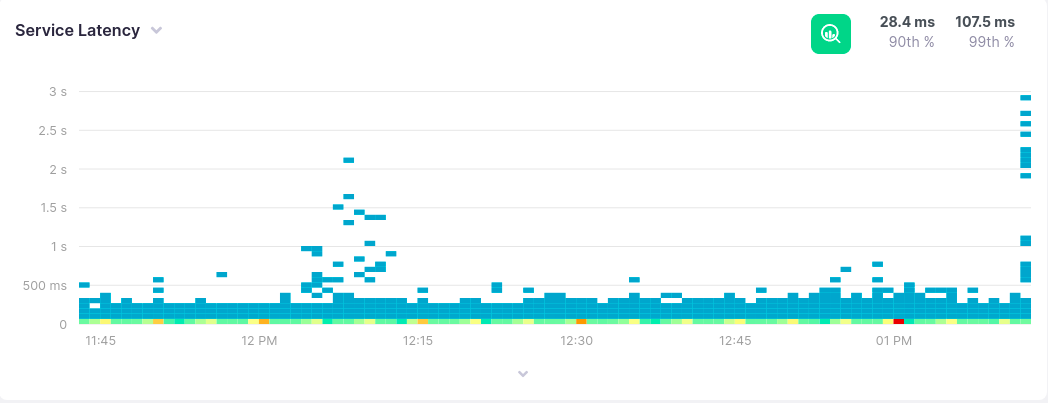 Service Latency
28.4 ms 107.5 ms
90th % 99th %
3 s
2.5 s
2 s
1.5 s
1 s
500 ms
0
11:45 12 PM 12:15 12:30 12:45 01 PM